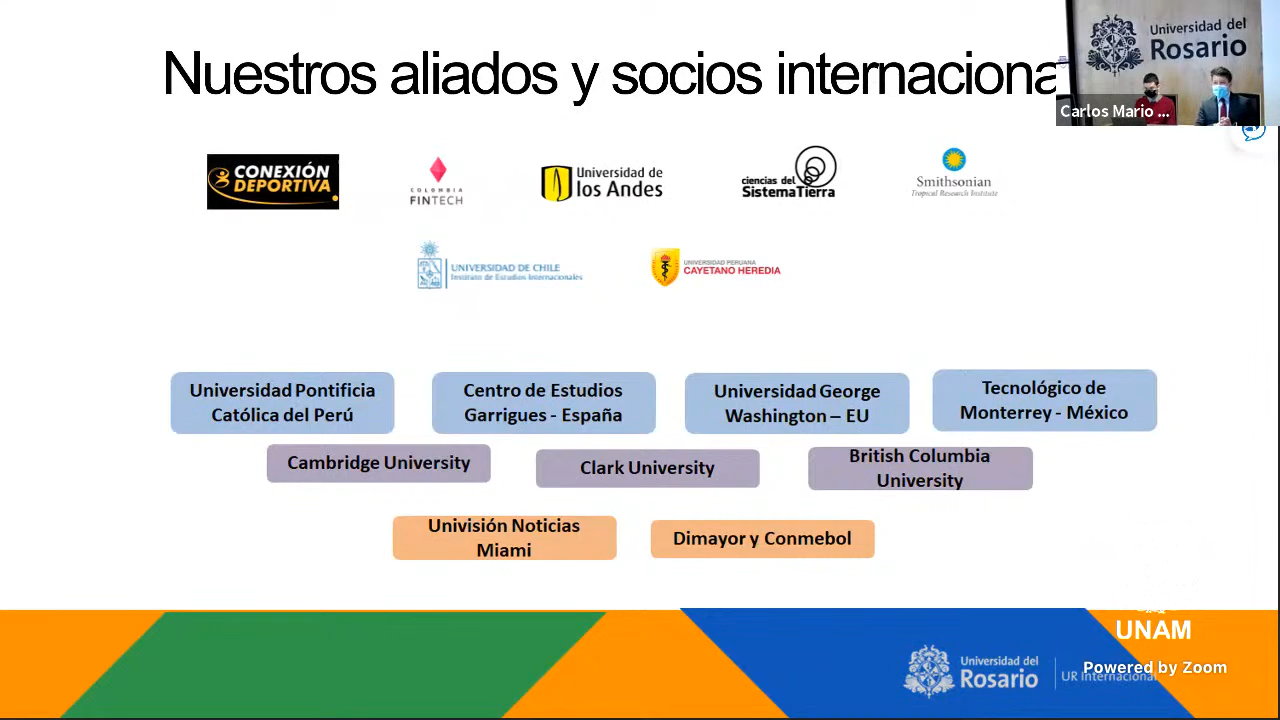 Nuestros aliados y socios internaciona
Universidad del
Rosario
Carlos Mario ...
CONEXIÓN
DEPORTIVA
COLOMBIA
FINTECH
Universidad de
los Andes
ciencias del
SistemaTierra
Smithsonian
Tropical Research Institute
UNIVERSIDAD DE CHILE
Instituto de Estudios Internacionales
UNIVERSIDAD PERUANA
CAYETANO HEREDIA
Universidad Pontificia
Católica del Perú
Centro de Estudios
Garrigues - España
Universidad George
Washington – EU
Tecnológico de
Monterrey - México
Cambridge University
Clark University
British Columbia
University
Univisión Noticias
Miami
Dimayor y Conmebol
UNAM
Powered by Zoom
Universidad del
Rosario
UR Internacional